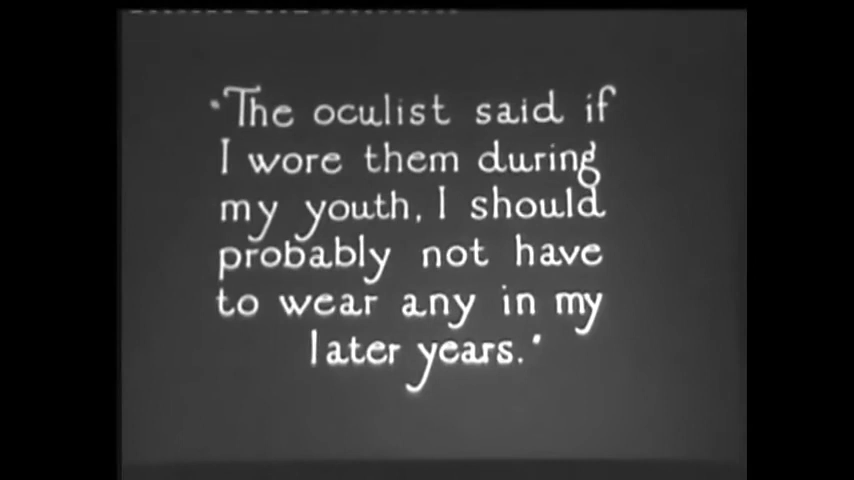 "The oculist said if
I wore them during
my youth, I should
probably not have
to wear any in my
later years."